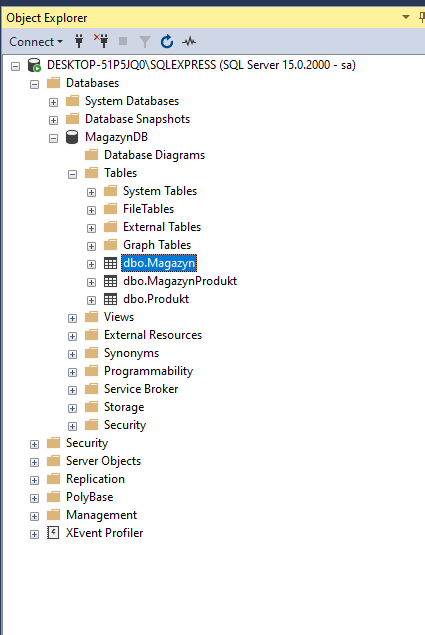 Object Explorer
Connect
DESKTOP-51P5JQ0\SQLEXPRESS (SQL Server 15.0.2000 - sa)
Databases
System Databases
Database Snapshots
MagazynDB
Database Diagrams
Tables
System Tables
FileTables
External Tables
Graph Tables
dbo.Magazyn
dbo.MagazynProdukt
dbo.Produkt
Views
External Resources
Synonyms
Programmability
Service Broker
Storage
Security
Security
Server Objects
Replication
PolyBase
Management
XEvent Profiler